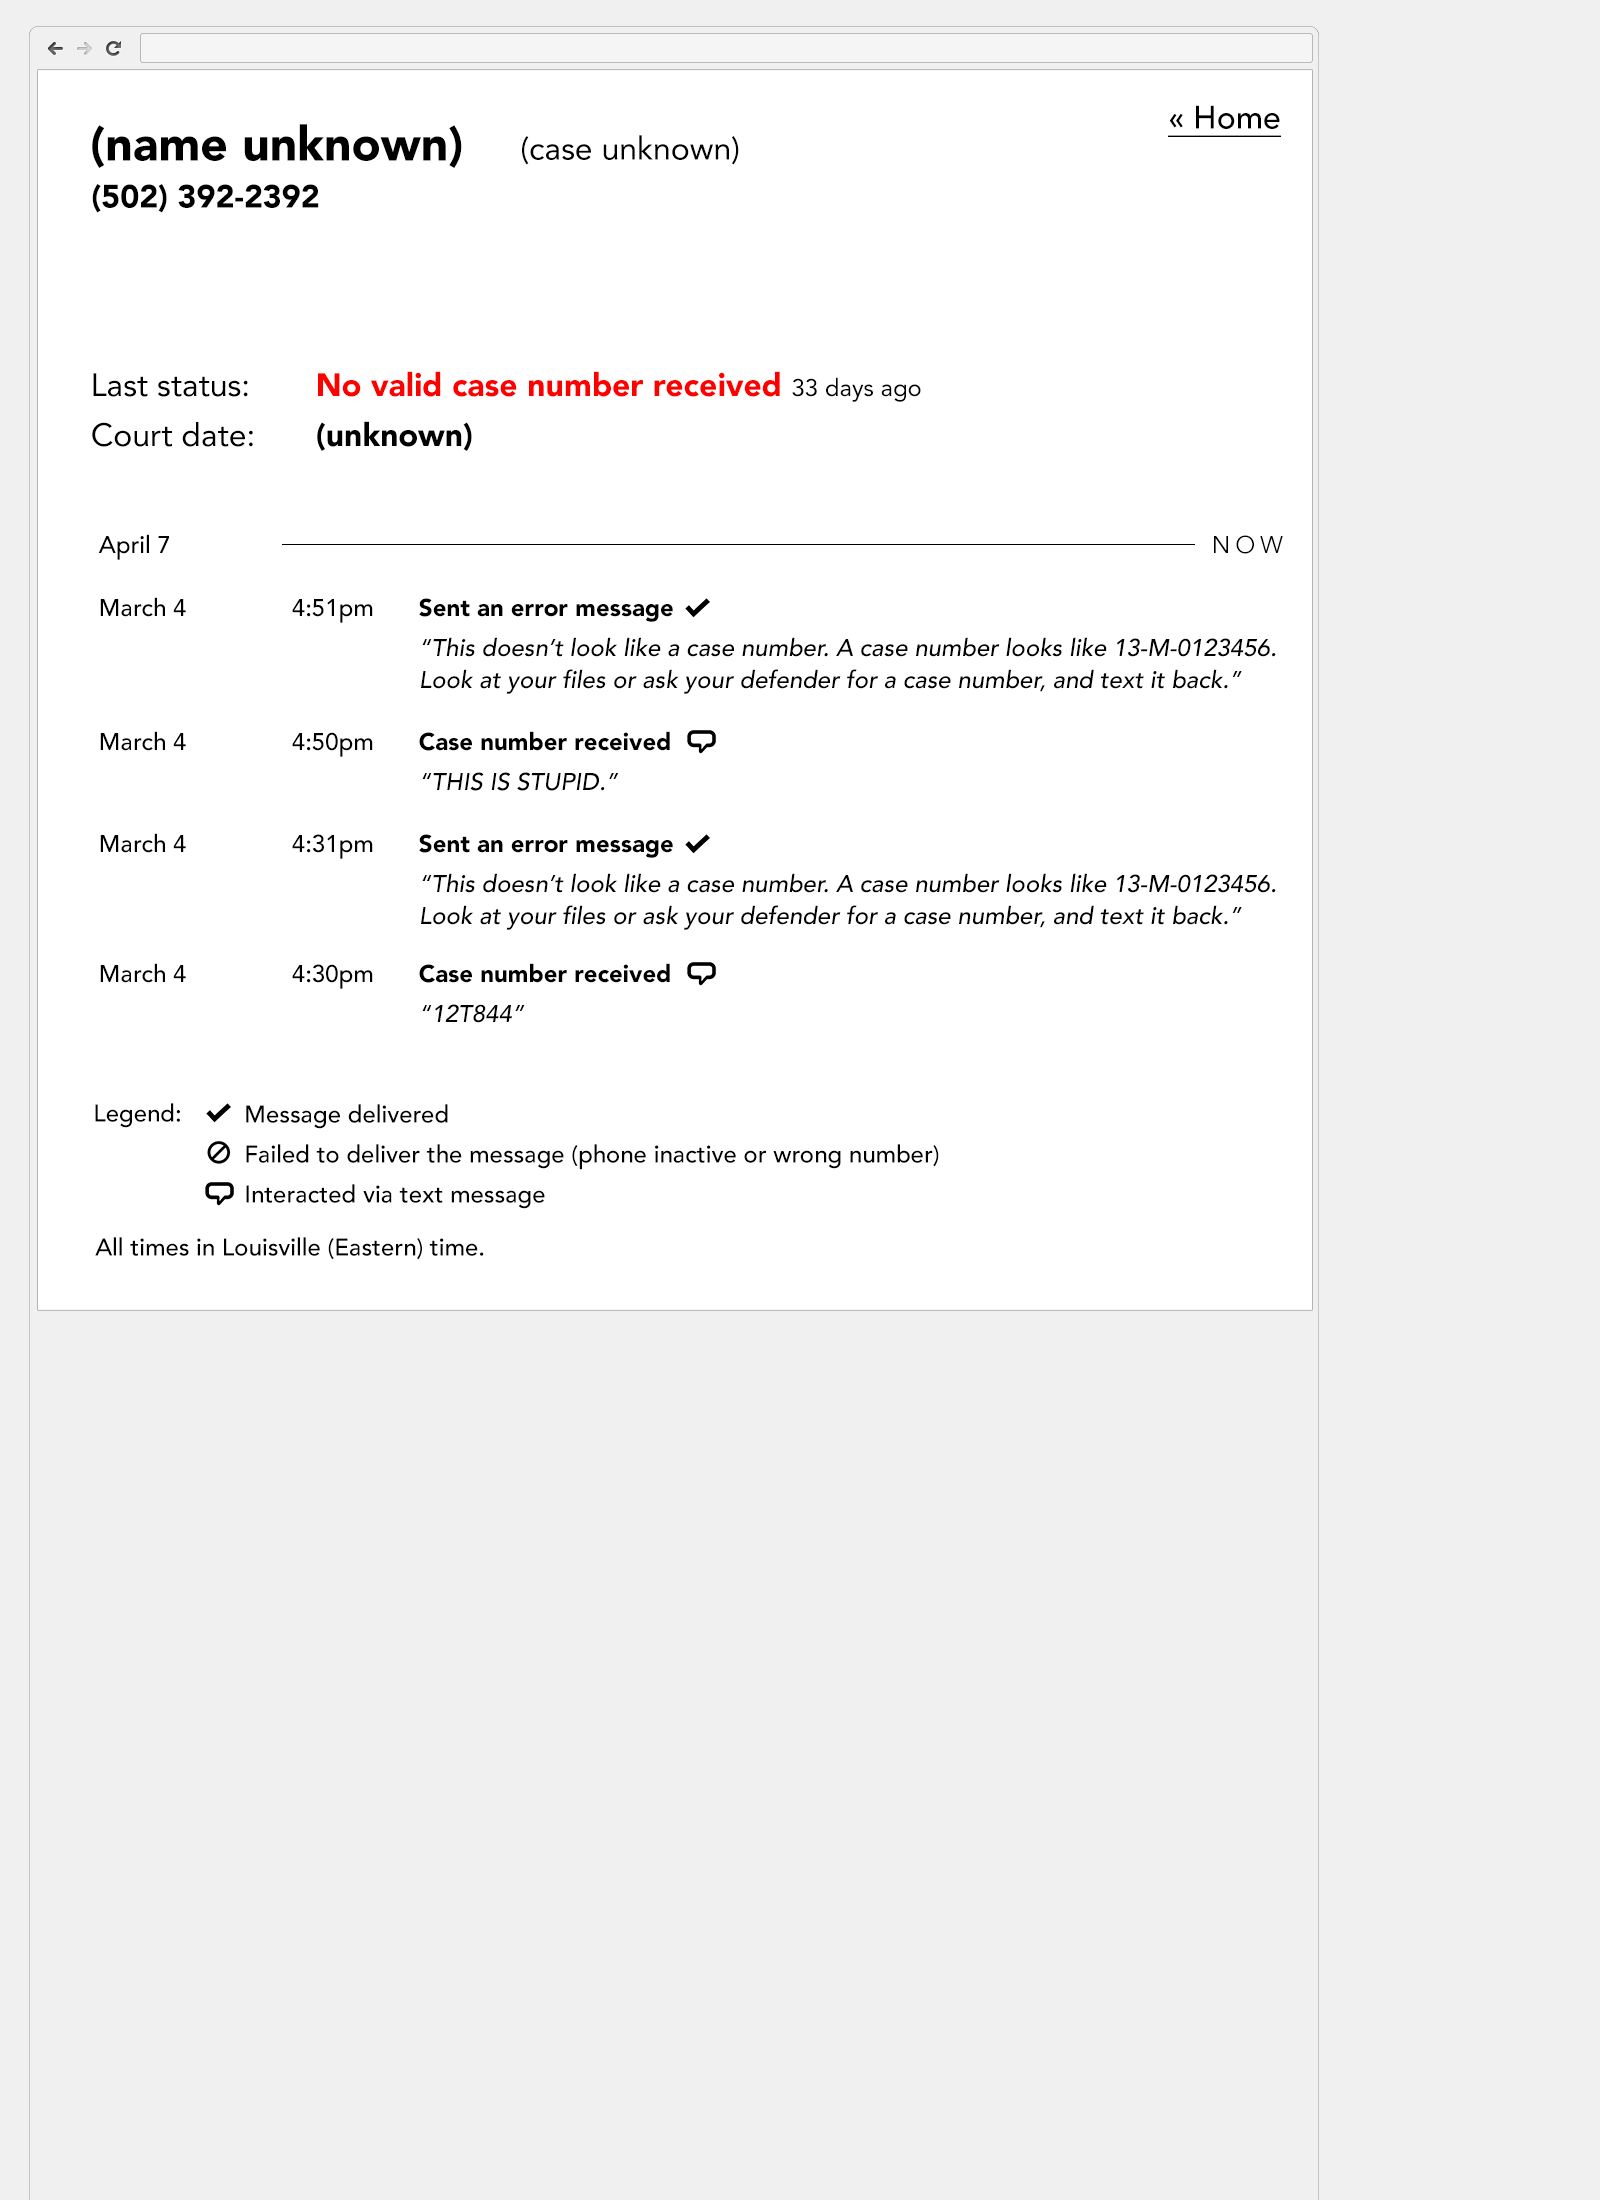 « Home
(name unknown) (case unknown)
(502) 392-2392
Last status: No valid case number received 33 days ago
Court date: (unknown)
April 7 NOW
March 4 4:51pm Sent an error message
“This doesn’t look like a case number. A case number looks like 13-M-0123456.
Look at your files or ask your defender for a case number, and text it back.”
March 4 4:50pm Case number received
“THIS IS STUPID.”
March 4 4:31pm Sent an error message
“This doesn’t look like a case number. A case number looks like 13-M-0123456.
Look at your files or ask your defender for a case number, and text it back.”
March 4 4:30pm Case number received
“12T844”
Legend: Message delivered
Failed to deliver the message (phone inactive or wrong number)
Interacted via text message
All times in Louisville (Eastern) time.